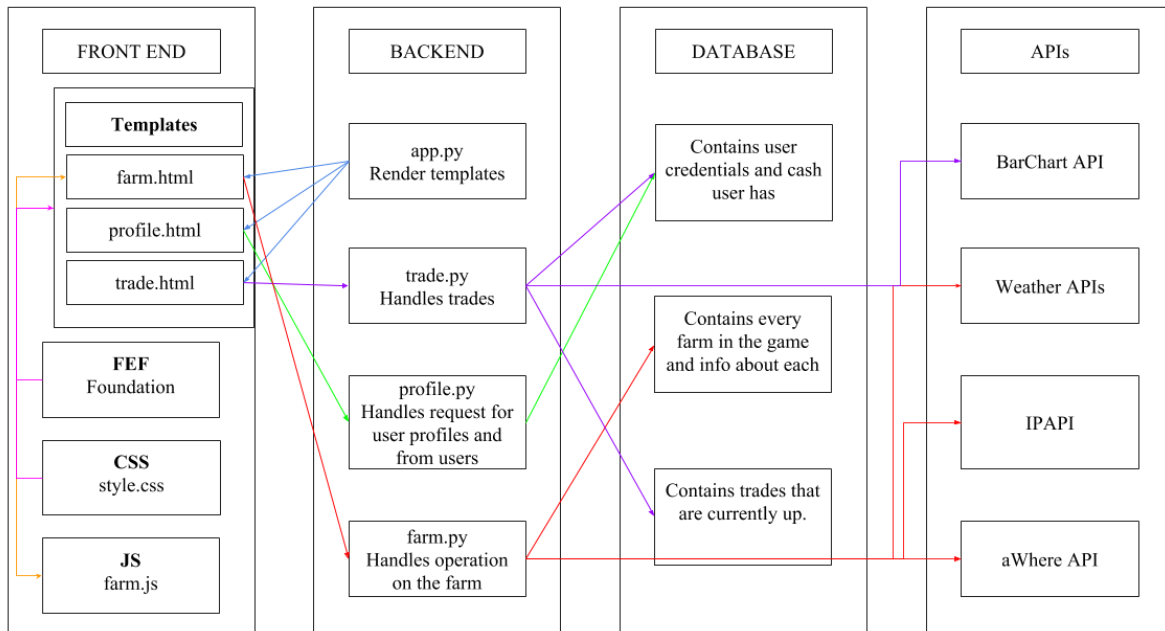 FRONT END
Templates
farm.html
profile.html
trade.html
FEF
Foundation
CSS
style.css
JS
farm.js
BACKEND
app.py
Render templates
trade.py
Handles trades
profile.py
Handles request for
user profiles and
from users
farm.py
Handles operation
on the farm
DATABASE
Contains user
credentials and cash
user has
Contains every
farm in the game
and info about each
Contains trades that
are currently up.
APIs
BarChart API
Weather APIs
IPAPI
aWhere API